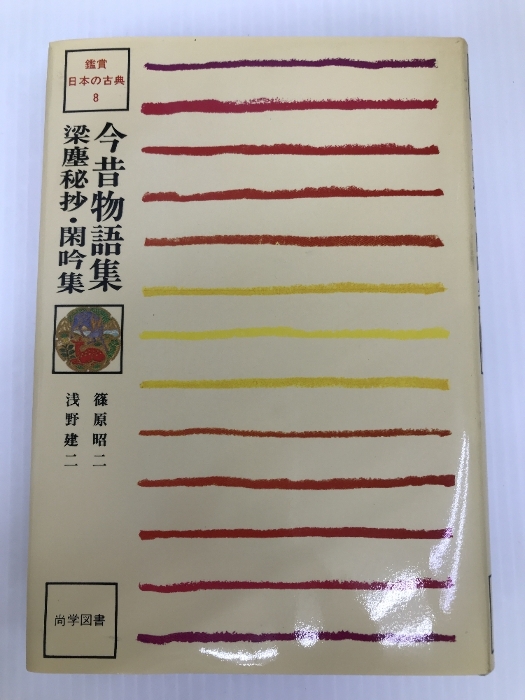 鑑賞
日本の古典
8
今昔物語集
梁塵秘抄・閑吟集
篠原昭二
浅野建二
尚学図書